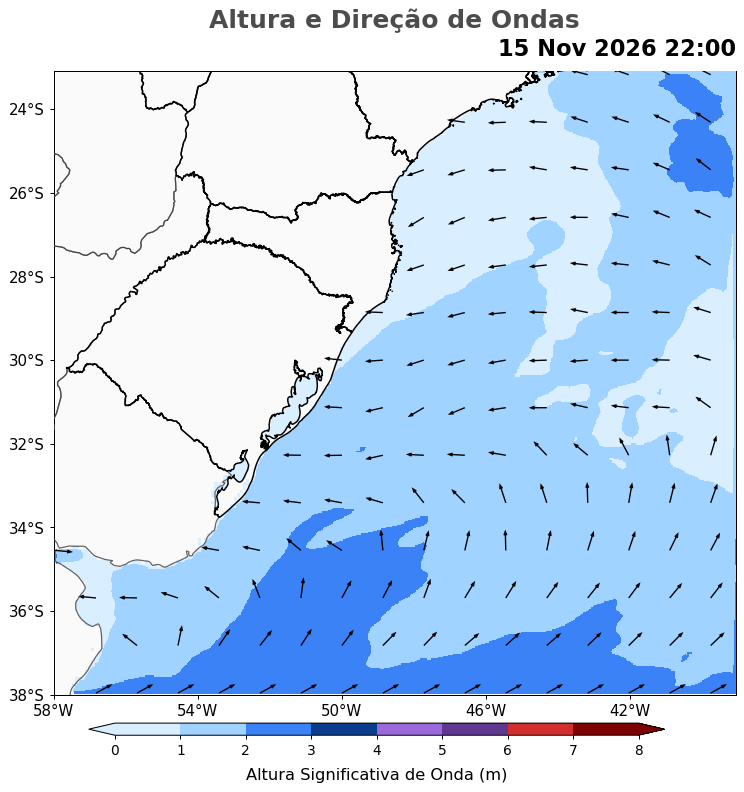 Altura e Direção de Ondas
15 Nov 2026 22:00
24°S
26°S
28°S
30°S
32°S
34°S
36°S
38°S
58°W 54°W 50°W 46°W 42°W
0 1 2 3 4 5 6 7 8
Altura Significativa de Onda (m)